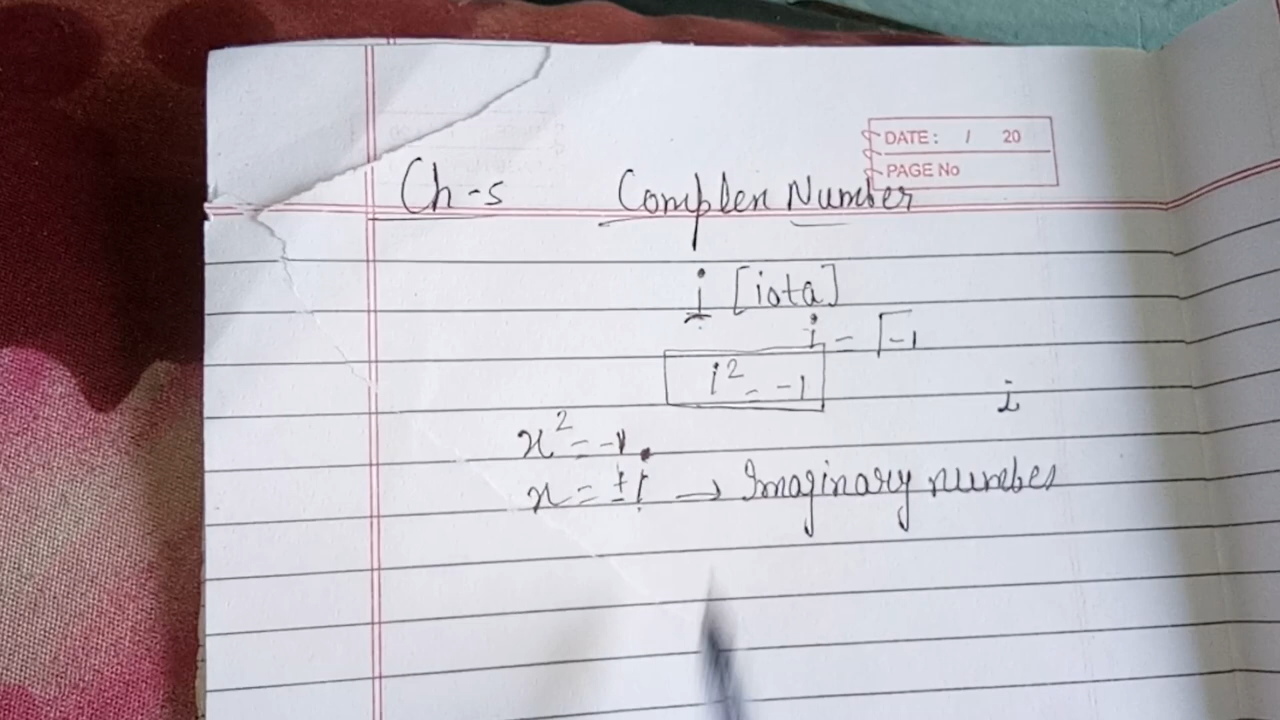 DATE: / 20
PAGE No
Ch-5 Complex Number
i [iota]
i = √-1
i² = -1
i
x² = -1
x = ±i → Imaginary number